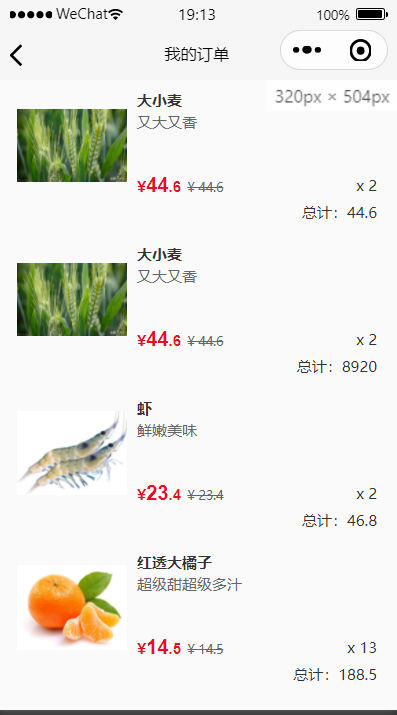 WeChat 19:13 100%
我的订单
320px × 504px
大小麦
又大又香
¥44.6 ¥44.6 x 2
总计：44.6
大小麦
又大又香
¥44.6 ¥44.6 x 2
总计：8920
虾
鲜嫩美味
¥23.4 ¥23.4 x 2
总计：46.8
红透大橘子
超级甜超级多汁
¥14.5 ¥14.5 x 13
总计：188.5